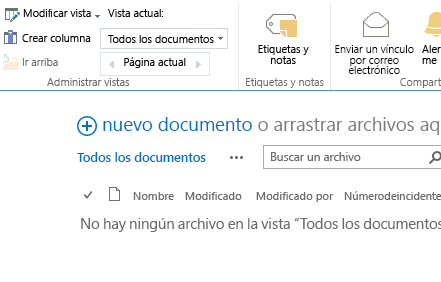 Modificar vista
Vista actual:
Crear columna
Todos los documentos
Ir arriba
Página actual
Administrar vistas
Etiquetas y
notas
Etiquetas y notas
Enviar un vínculo
por correo
electrónico
Aler
me
Compart
nuevo documento o arrastrar archivos aq
Todos los documentos
Buscar un archivo
Nombre Modificado Modificado por Númerodeincidente
No hay ningún archivo en la vista “Todos los documentos